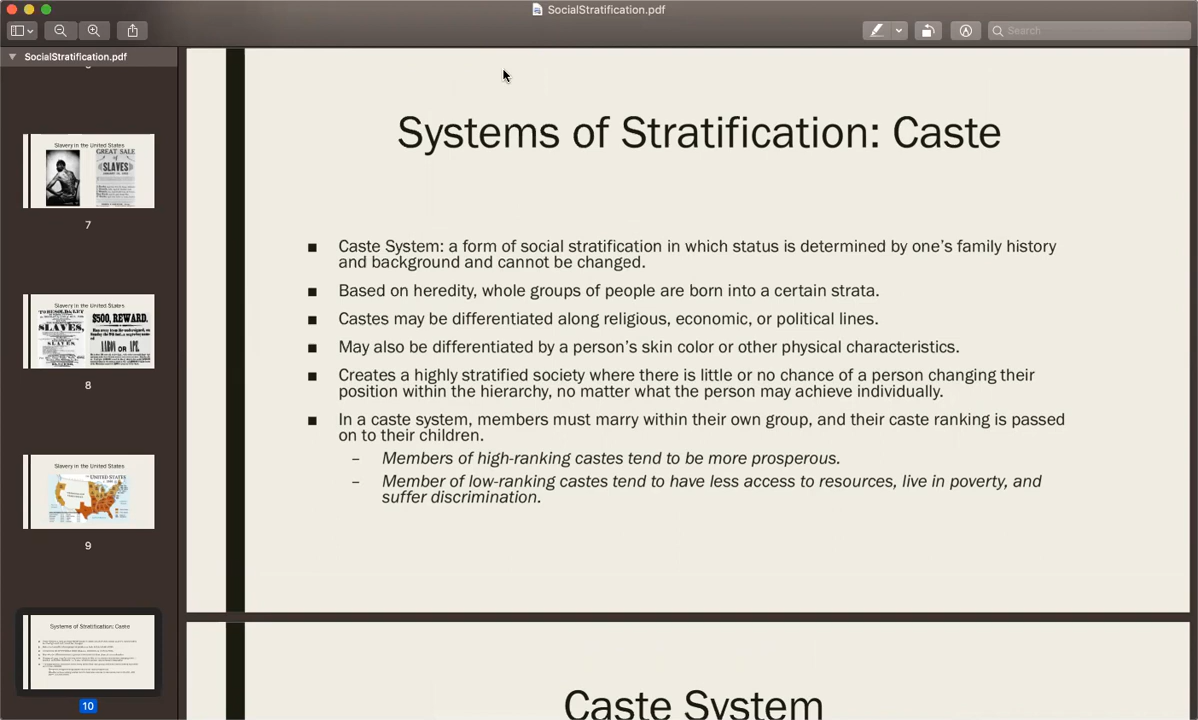 SocialStratification.pdf
Search
SocialStratification.pdf
Slavery in the United States
GREAT SALE
of
SLAVES
7
Slavery in the United States
SLAVES,
$500, REWARD.
8
Slavery in the United States
UNITED STATES
9
Systems of Stratification: Caste
10
Systems of Stratification: Caste
■ Caste System: a form of social stratification in which status is determined by one's family history
and background and cannot be changed.
■ Based on heredity, whole groups of people are born into a certain strata.
■ Castes may be differentiated along religious, economic, or political lines.
■ May also be differentiated by a person's skin color or other physical characteristics.
■ Creates a highly stratified society where there is little or no chance of a person changing their
position within the hierarchy, no matter what the person may achieve individually.
■ In a caste system, members must marry within their own group, and their caste ranking is passed
on to their children.
– Members of high-ranking castes tend to be more prosperous.
– Member of low-ranking castes tend to have less access to resources, live in poverty, and
suffer discrimination.
Caste System